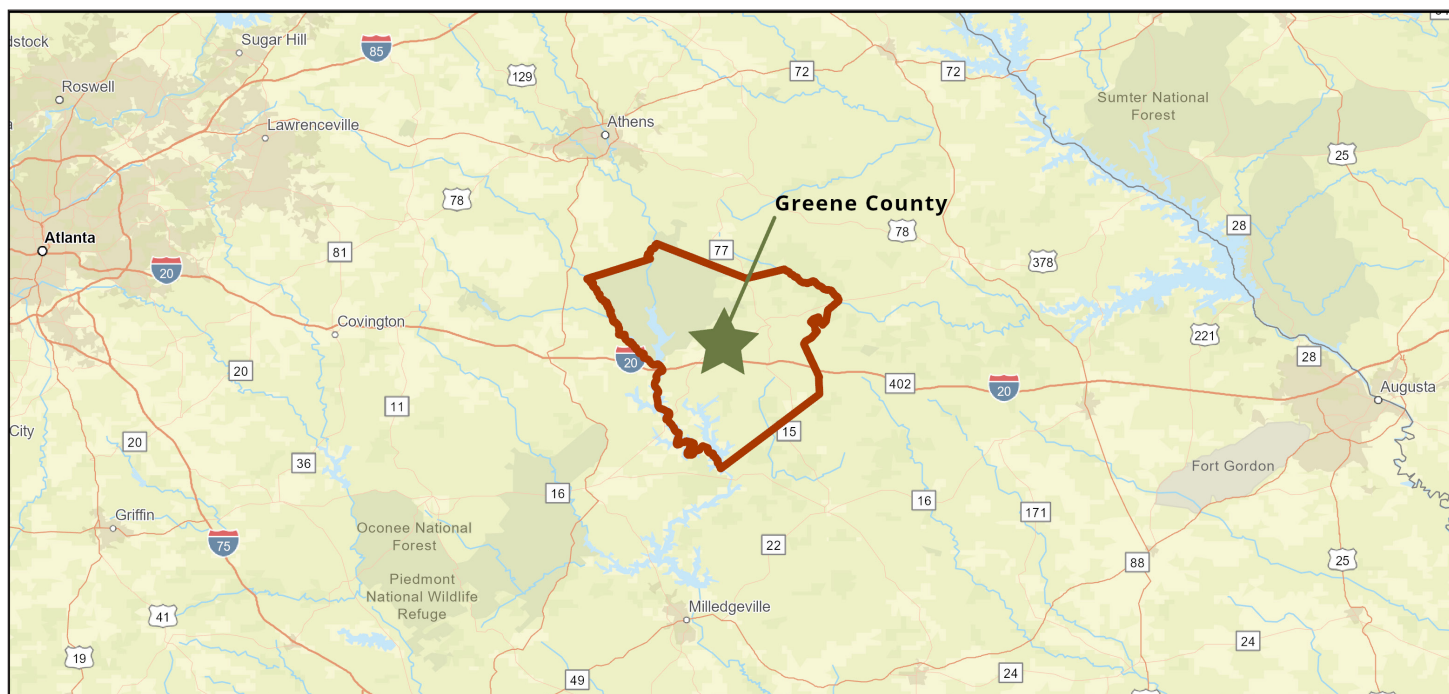 dstock
Sugar Hill
85
Roswell
129
72
72
Sumter National
Forest
Lawrenceville
Athens
25
78
Greene County
Atlanta
81
77
78
28
378
20
Covington
20
221
20
402
20
28
Augusta
11
City
20
15
36
Fort Gordon
16
16
Griffin
Oconee National
Forest
171
75
22
88
25
Piedmont
National Wildlife
Refuge
41
Milledgeville
19
24
49
24